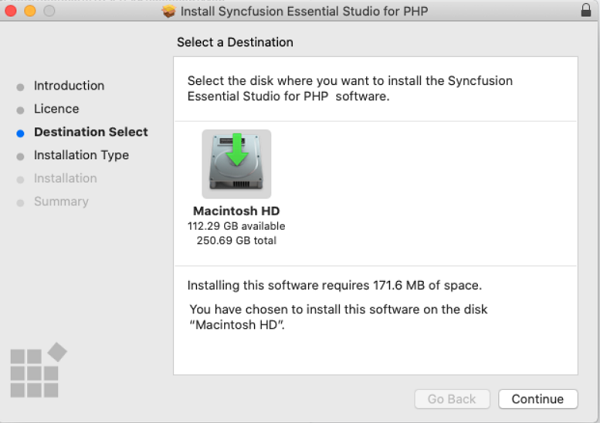 Install Syncfusion Essential Studio for PHP
Select a Destination
Introduction
Licence
Destination Select
Installation Type
Installation
Summary
Select the disk where you want to install the Syncfusion
Essential Studio for PHP  software.
Macintosh HD
112.29 GB available
250.69 GB total
Installing this software requires 171.6 MB of space.
You have chosen to install this software on the disk
“Macintosh HD”.
Go Back
Continue